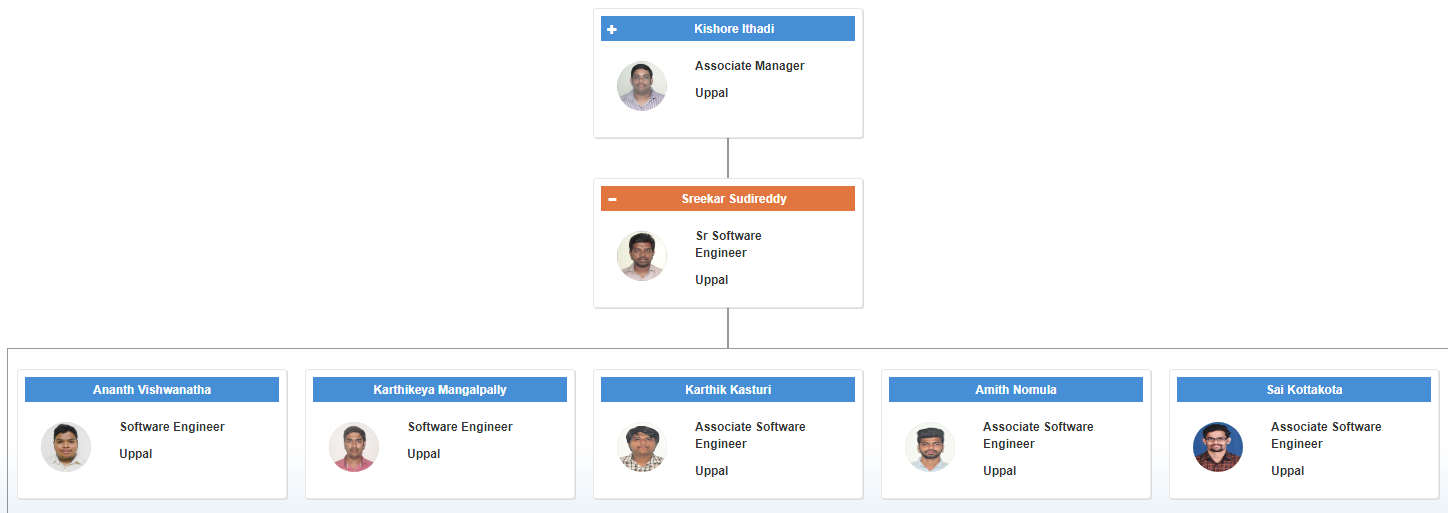 Kishore Ithadi
Associate Manager
Uppal
Sreekar Sudireddy
Sr Software
Engineer
Uppal
Ananth Vishwanatha
Software Engineer
Uppal
Karthikeya Mangalpally
Software Engineer
Uppal
Karthik Kasturi
Associate Software
Engineer
Uppal
Amith Nomula
Associate Software
Engineer
Uppal
Sai Kottakota
Associate Software
Engineer
Uppal